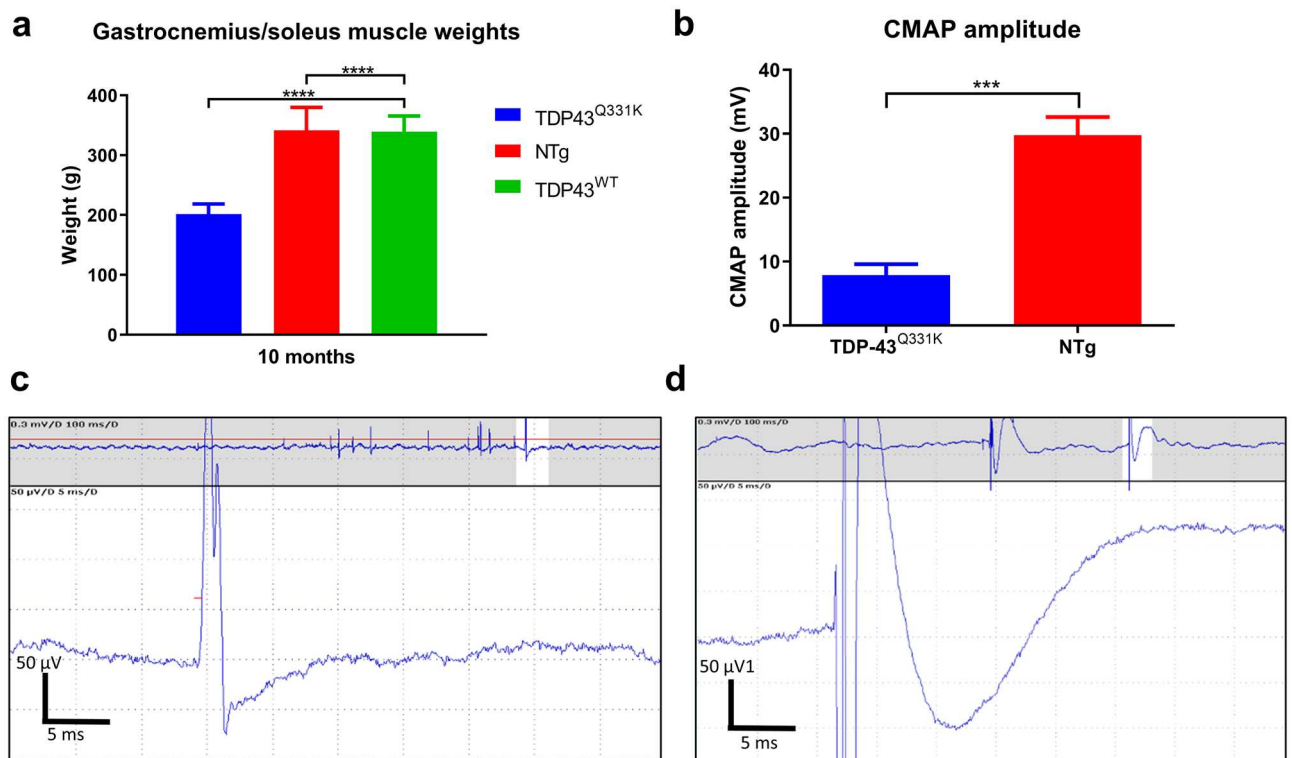 a
Gastrocnemius/soleus muscle weights
****
****
Weight (g)
400
300
200
100
0
10 months
TDP43Q331K
NTg
TDP43WT
b
CMAP amplitude
***
CMAP amplitude (mV)
40
30
20
10
0
TDP-43Q331K
NTg
c
0.3 mV/D 100 ms/D
50 µV/D 5 ms/D
50 µV
5 ms
d
0.3 mV/D 100 ms/D
50 µV/D 5 ms/D
50 µV1
5 ms